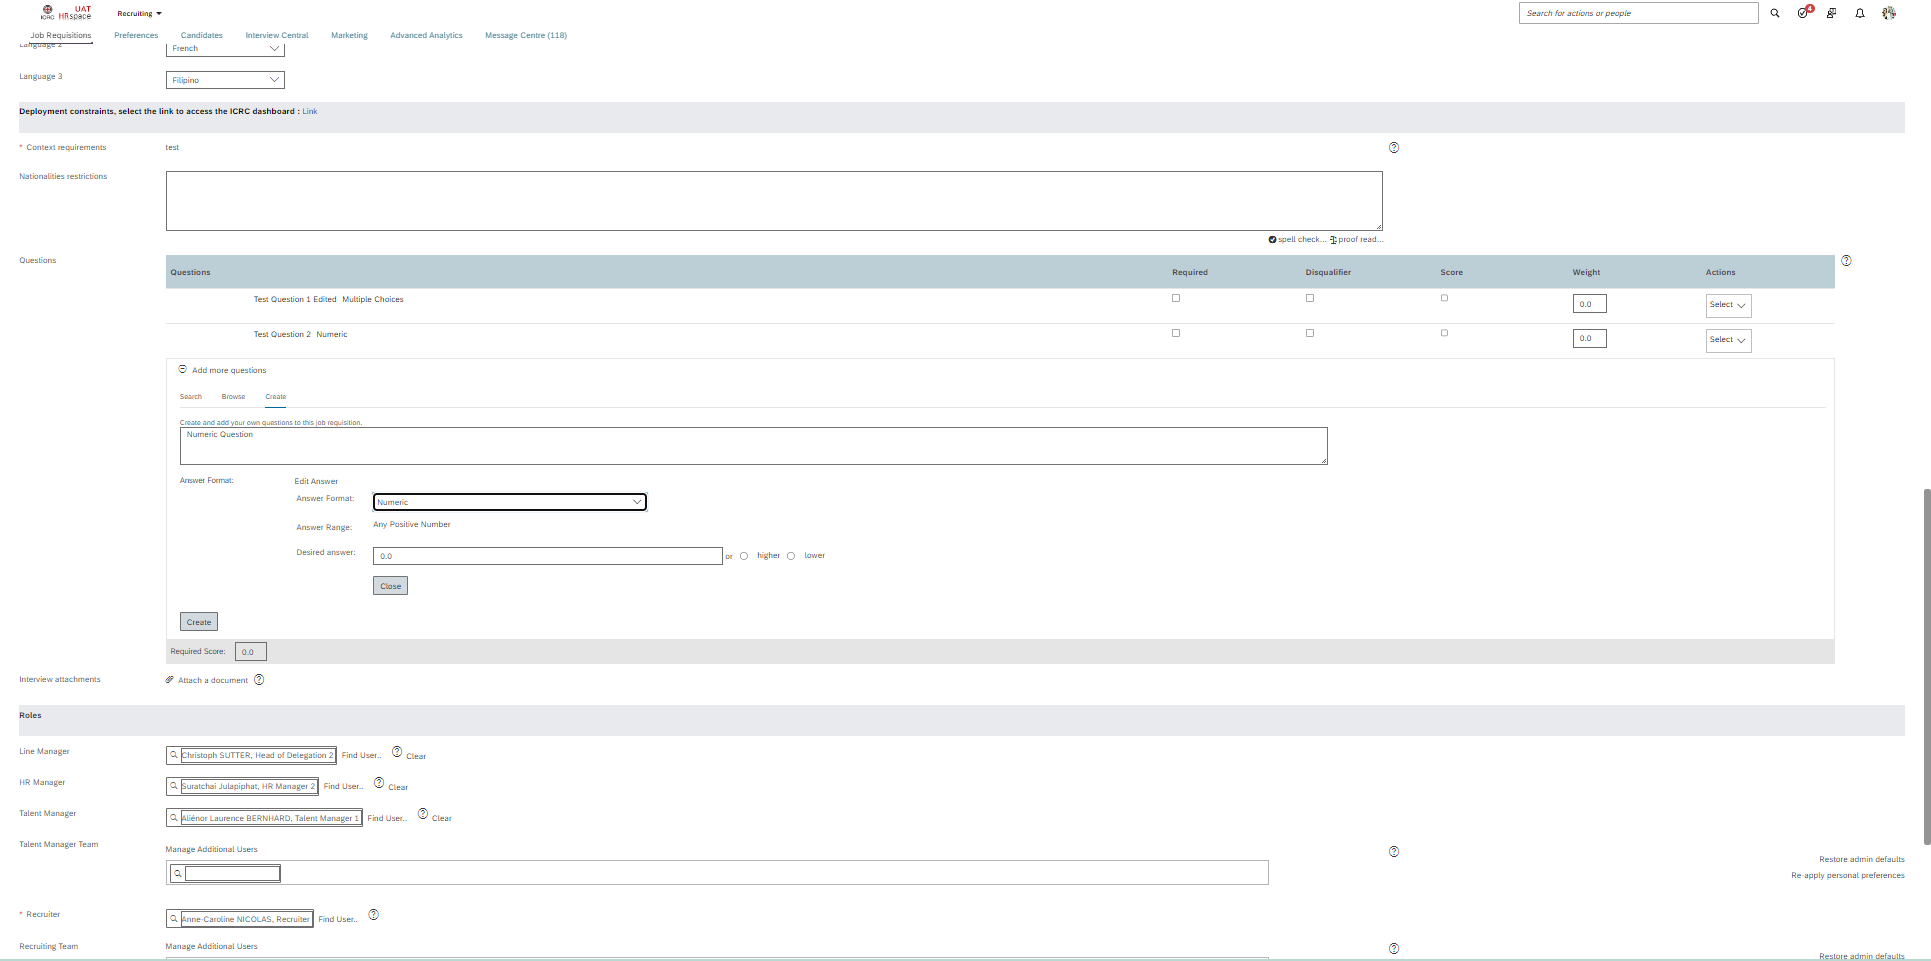 UAT
ICRC HRspace
Recruiting
Search for actions or people
4
Job Requisitions Preferences Candidates Interview Central Marketing Advanced Analytics Message Centre (118)
Language 2 French
Language 3 Filipino
Deployment constraints, select the link to access the ICRC dashboard : Link
* Context requirements test
Nationalities restrictions
spell check... proof read...
Questions
Questions Required Disqualifier Score Weight Actions
Test Question 1 Edited Multiple Choices 0.0 Select
Test Question 2 Numeric 0.0 Select
Add more questions
Search Browse Create
Create and add your own questions to this job requisition.
Numeric Question
Answer Format: Edit Answer
Answer Format: Numeric
Answer Range: Any Positive Number
Desired answer: 0.0 or higher lower
Close
Create
Required Score: 0.0
Interview attachments Attach a document
Roles
Line Manager Christoph SUTTER, Head of Delegation 2 Find User.. Clear
HR Manager Suratchai Julapiphat, HR Manager 2 Find User.. Clear
Talent Manager Aliénor Laurence BERNHARD, Talent Manager 1 Find User.. Clear
Talent Manager Team Manage Additional Users
Restore admin defaults
Re-apply personal preferences
* Recruiter Anne-Caroline NICOLAS, Recruiter Find User..
Recruiting Team Manage Additional Users
Restore admin defaults